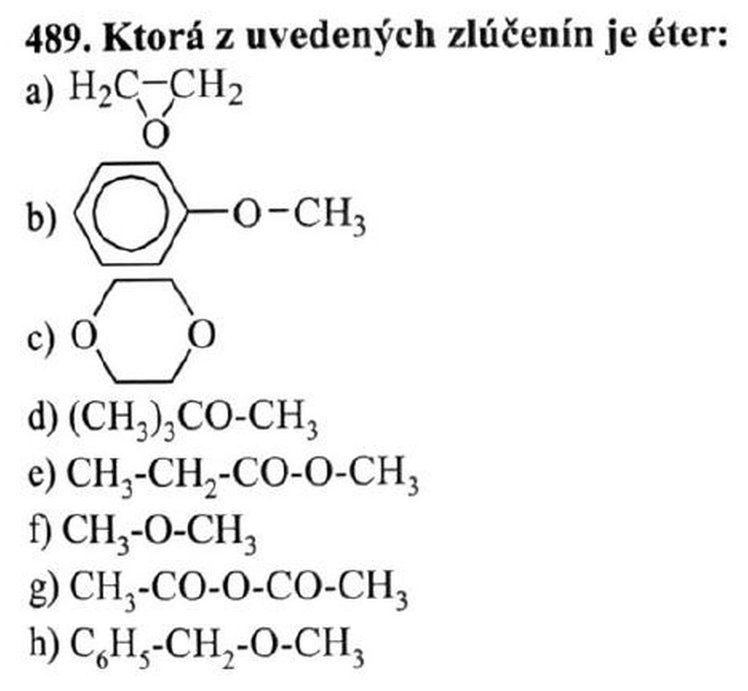 489. Ktorá z uvedených zlúčenín je éter:
a) H₂C-CH₂
O
b) -O-CH₃
c) O O
d) (CH₃)₃CO-CH₃
e) CH₃-CH₂-CO-O-CH₃
f) CH₃-O-CH₃
g) CH₃-CO-O-CO-CH₃
h) C₆H₅-CH₂-O-CH₃